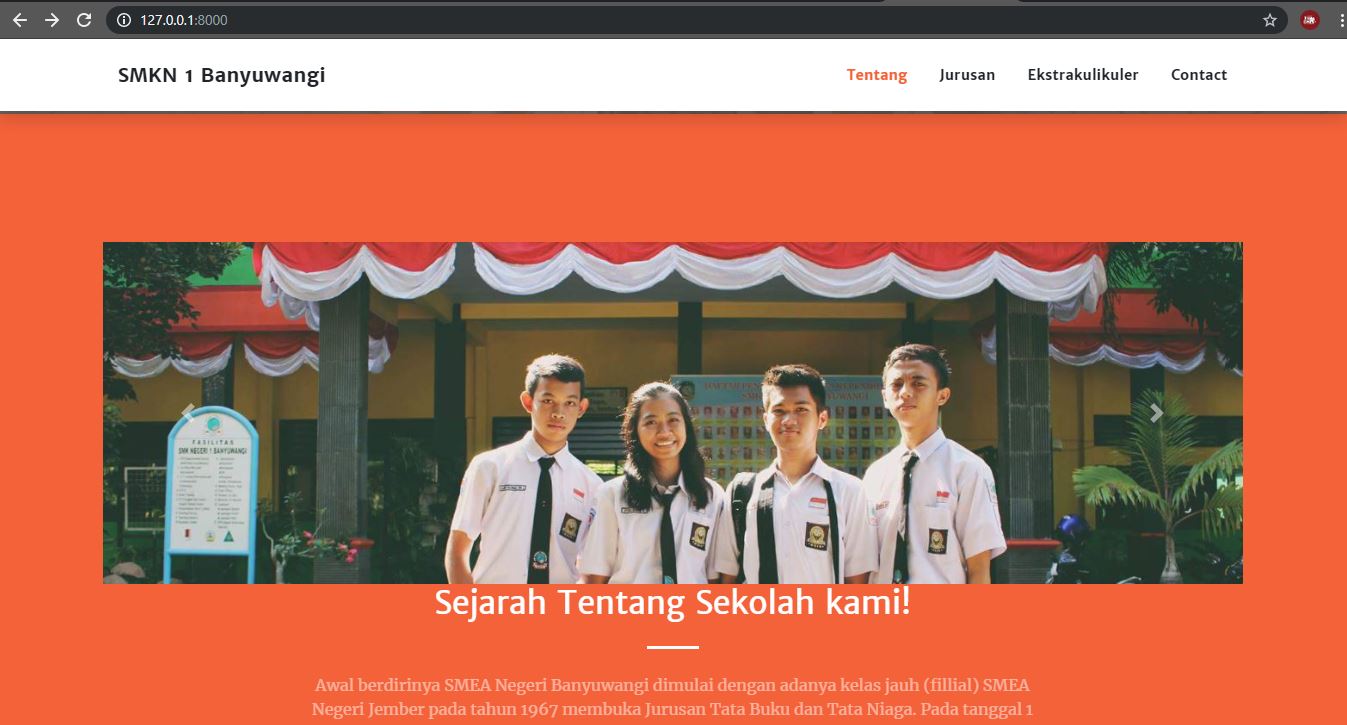 127.0.0.1:8000
SMKN 1 Banyuwangi
Tentang Jurusan Ekstrakulikuler Contact
FASILITAS
SMK NEGERI 1 BANYUWANGI
Sejarah Tentang Sekolah kami!
Awal berdirinya SMEA Negeri Banyuwangi dimulai dengan adanya kelas jauh (fillial) SMEA
Negeri Jember pada tahun 1967 membuka Jurusan Tata Buku dan Tata Niaga. Pada tanggal 1